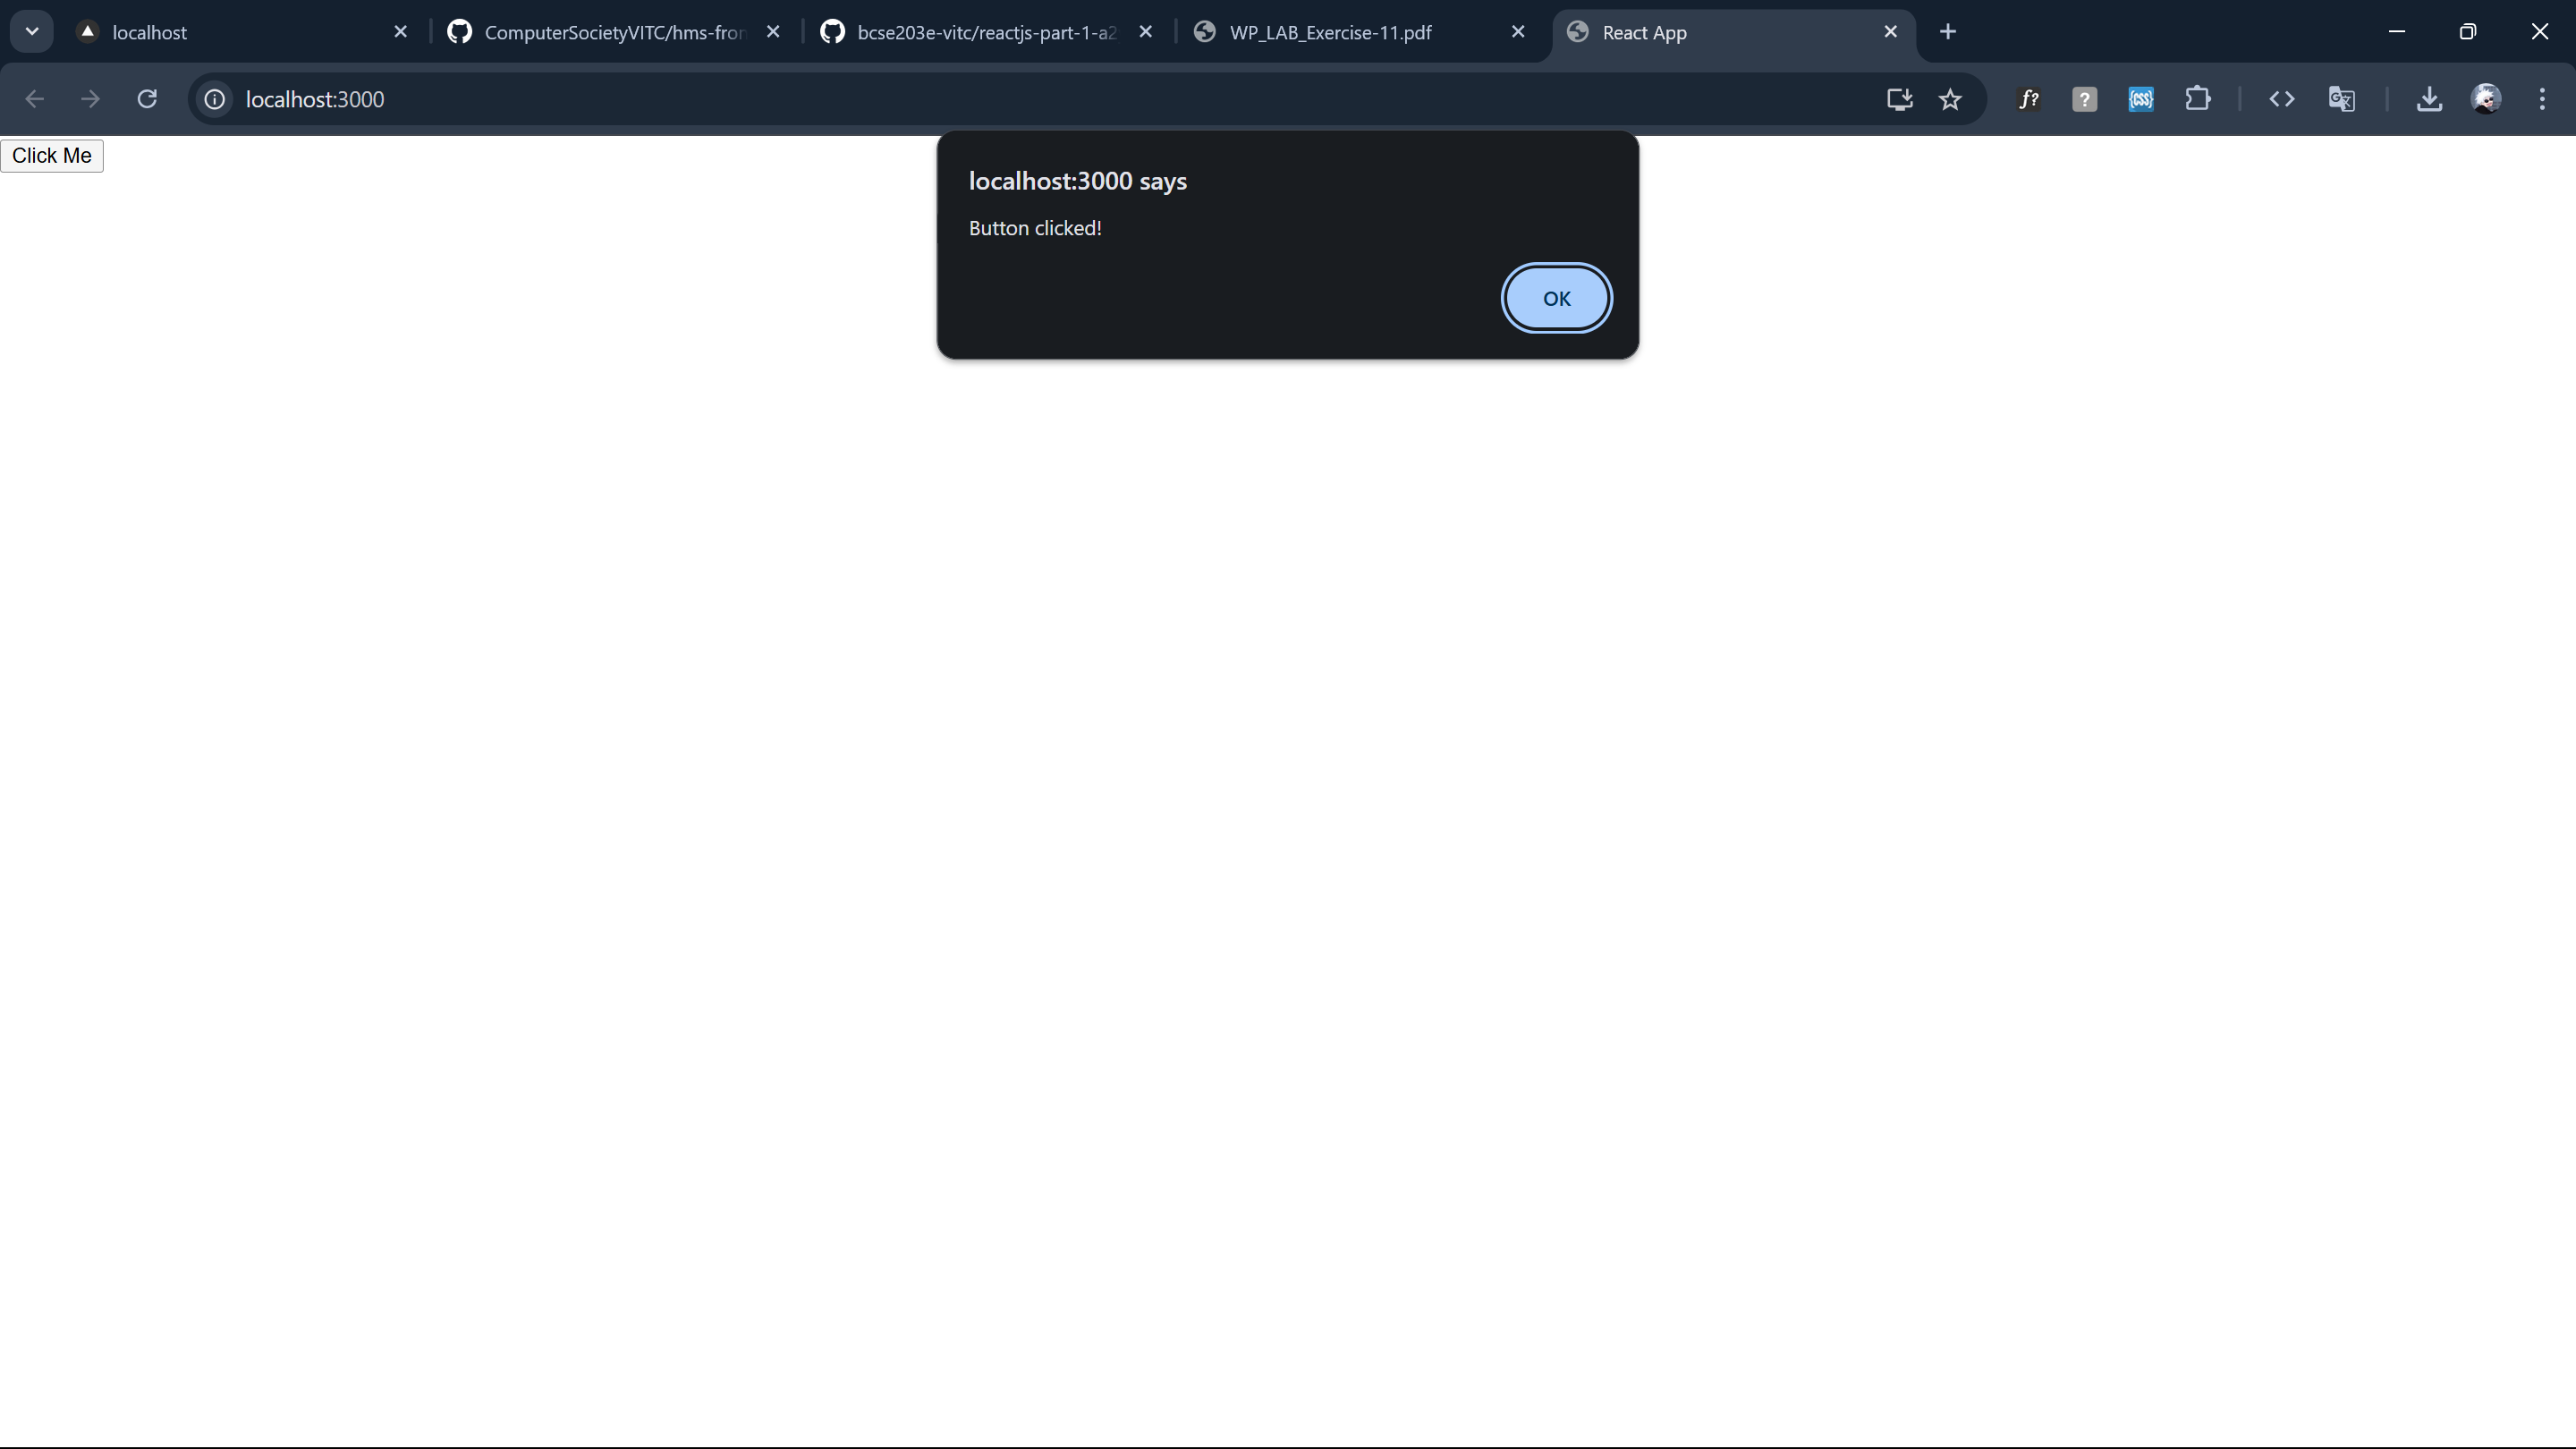 localhost
ComputerSocietyVITC/hms-fron
bcse203e-vitc/reactjs-part-1-a2
WP_LAB_Exercise-11.pdf
React App
localhost:3000
f?
?
{CSS}
Click Me
localhost:3000 says
Button clicked!
OK